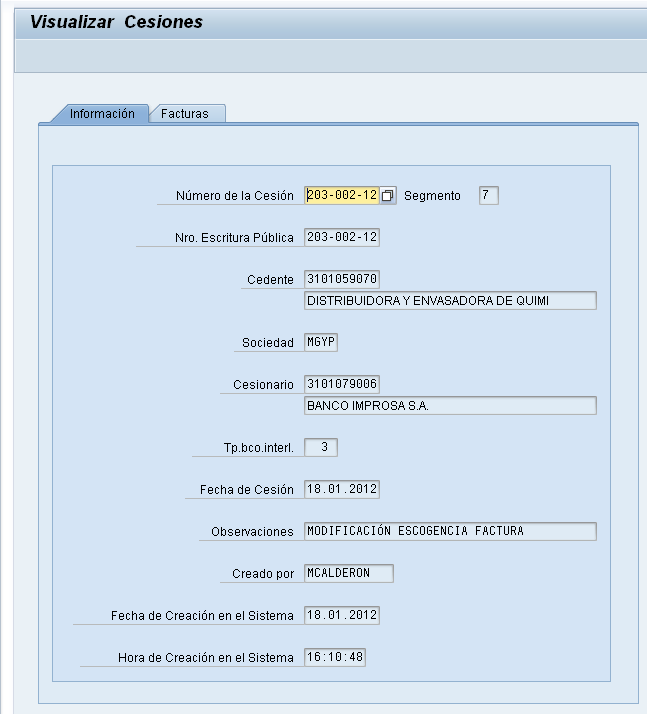 Visualizar Cesiones
Información Facturas
Número de la Cesión 203-002-12 Segmento 7
Nro. Escritura Pública 203-002-12
Cedente 3101059070
DISTRIBUIDORA Y ENVASADORA DE QUIMI
Sociedad MGYP
Cesionario 3101079006
BANCO IMPROSA S.A.
Tp.bco.interl. 3
Fecha de Cesión 18.01.2012
Observaciones MODIFICACIÓN ESCOGENCIA FACTURA
Creado por MCALDERON
Fecha de Creación en el Sistema 18.01.2012
Hora de Creación en el Sistema 16:10:48